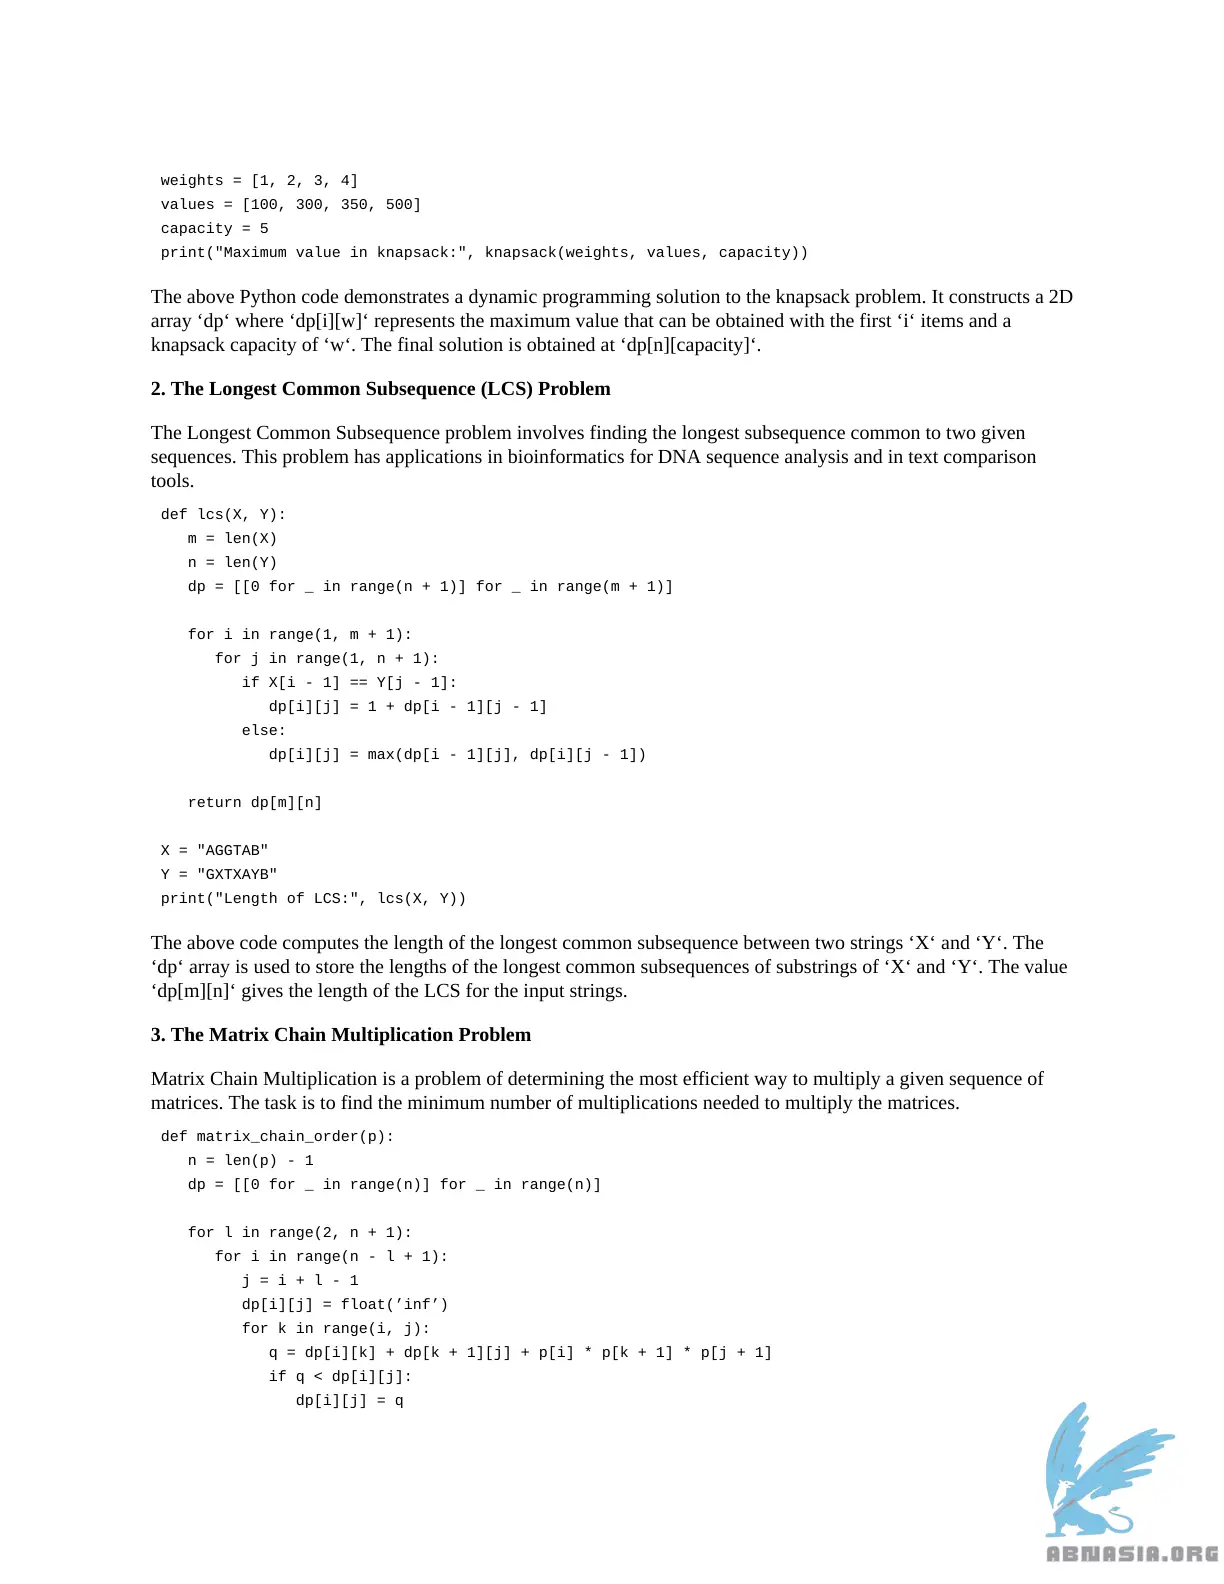 weights = [1, 2, 3, 4]
values = [100, 300, 350, 500]
capacity = 5
print("Maximum value in knapsack:", knapsack(weights, values, capacity))
The above Python code demonstrates a dynamic programming solution to the knapsack problem. It constructs a 2D
array ‘dp‘ where ‘dp[i][w]‘ represents the maximum value that can be obtained with the first ‘i‘ items and a
knapsack capacity of ‘w‘. The final solution is obtained at ‘dp[n][capacity]‘.
2. The Longest Common Subsequence (LCS) Problem
The Longest Common Subsequence problem involves finding the longest subsequence common to two given
sequences. This problem has applications in bioinformatics for DNA sequence analysis and in text comparison
tools.
def lcs(X, Y):
   m = len(X)
   n = len(Y)
   dp = [[0 for _ in range(n + 1)] for _ in range(m + 1)]
   for i in range(1, m + 1):
      for j in range(1, n + 1):
         if X[i - 1] == Y[j - 1]:
            dp[i][j] = 1 + dp[i - 1][j - 1]
         else:
            dp[i][j] = max(dp[i - 1][j], dp[i][j - 1])
   return dp[m][n]
X = "AGGTAB"
Y = "GXTXAYB"
print("Length of LCS:", lcs(X, Y))
The above code computes the length of the longest common subsequence between two strings ‘X‘ and ‘Y‘. The
‘dp‘ array is used to store the lengths of the longest common subsequences of substrings of ‘X‘ and ‘Y‘. The value
‘dp[m][n]‘ gives the length of the LCS for the input strings.
3. The Matrix Chain Multiplication Problem
Matrix Chain Multiplication is a problem of determining the most efficient way to multiply a given sequence of
matrices. The task is to find the minimum number of multiplications needed to multiply the matrices.
def matrix_chain_order(p):
   n = len(p) - 1
   dp = [[0 for _ in range(n)] for _ in range(n)]
   for l in range(2, n + 1):
      for i in range(n - l + 1):
         j = i + l - 1
         dp[i][j] = float(’inf’)
         for k in range(i, j):
            q = dp[i][k] + dp[k + 1][j] + p[i] * p[k + 1] * p[j + 1]
            if q < dp[i][j]:
               dp[i][j] = q
ABNASIA.ORG